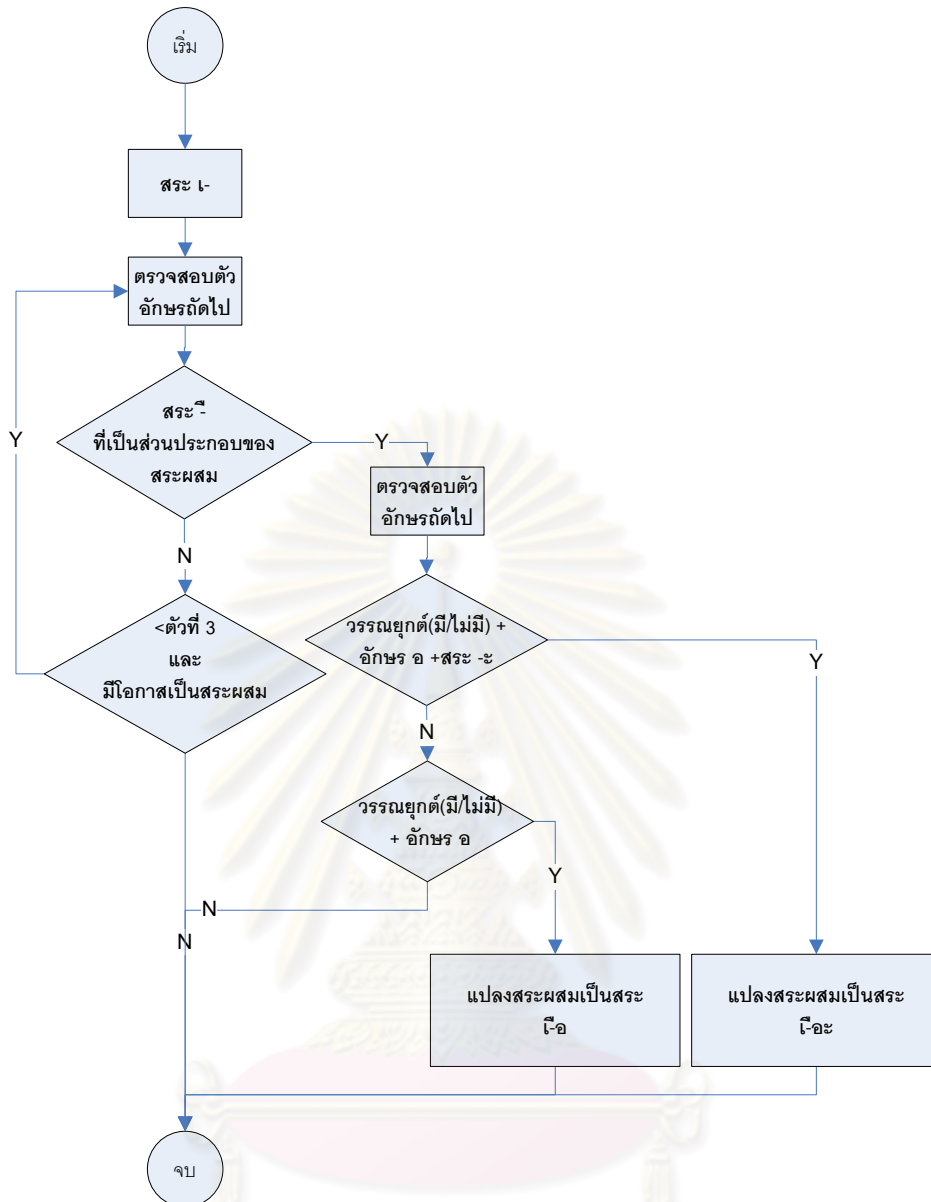 เริ่ม
สระ เ-
ตรวจสอบตัว
อักษรถัดไป
สระ -ื
ที่เป็นส่วนประกอบของ
สระผสม
Y
Y
ตรวจสอบตัว
อักษรถัดไป
N
<ตัวที่ 3
และ
มีโอกาสเป็นสระผสม
วรรณยุกต์(มี/ไม่มี) +
อักษร อ +สระ -ะ
Y
N
วรรณยุกต์(มี/ไม่มี)
+ อักษร อ
Y
N
N
แปลงสระผสมเป็นสระ
เ-ือ
แปลงสระผสมเป็นสระ
เ-ือะ
จบ